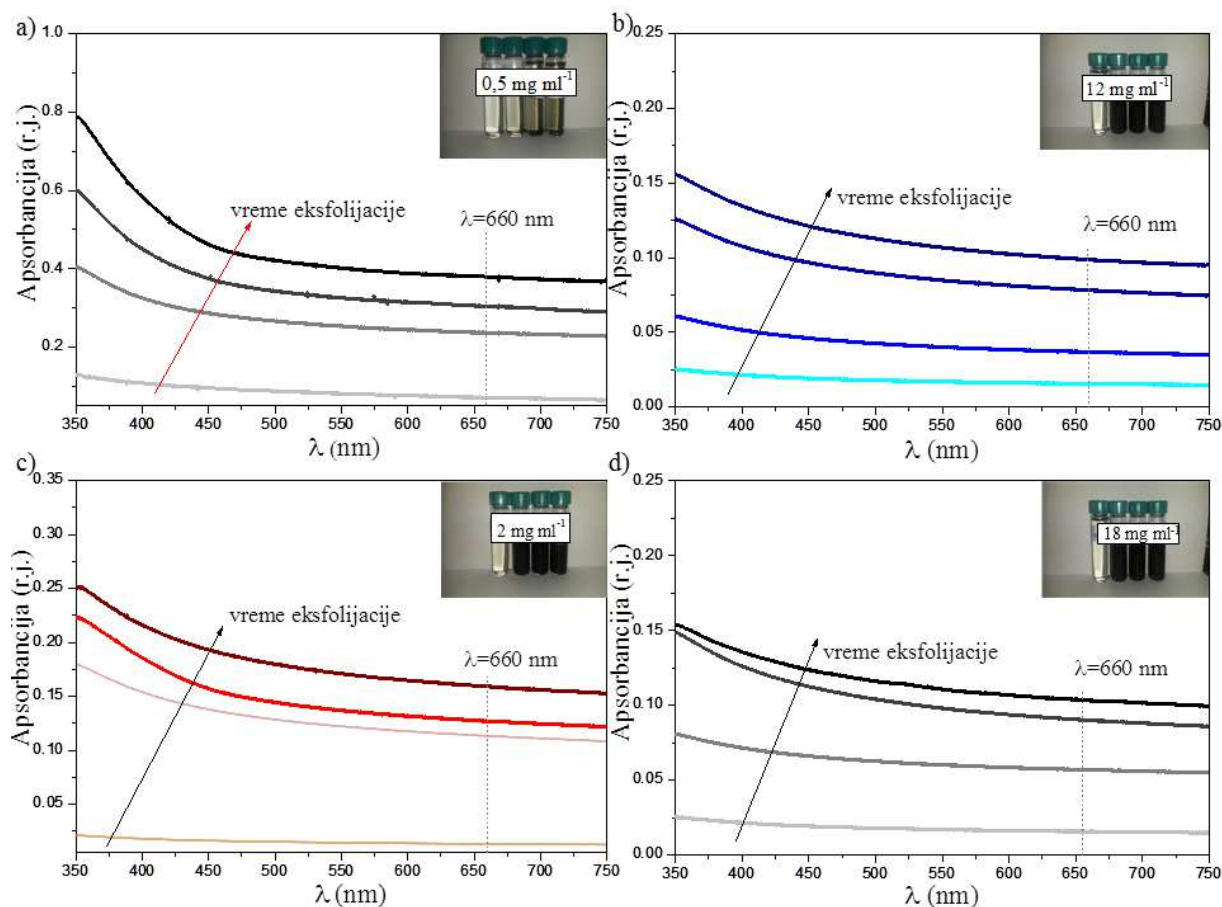 a)
1.0
0.8
0.6
0.4
0.2
350 400 450 500 550 600 650 700 750
Apsorbancija (r.j.)
λ (nm)
0,5 mg ml⁻¹
vreme eksfolijacije
λ=660 nm
b)
0.25
0.20
0.15
0.10
0.05
0.00
350 400 450 500 550 600 650 700 750
Apsorbancija (r.j.)
λ (nm)
12 mg ml⁻¹
vreme eksfolijacije
λ=660 nm
c)
0.35
0.30
0.25
0.20
0.15
0.10
0.05
350 400 450 500 550 600 650 700 750
Apsorbancija (r.j.)
λ (nm)
2 mg ml⁻¹
vreme eksfolijacije
λ=660 nm
d)
0.25
0.20
0.15
0.10
0.05
0.00
350 400 450 500 550 600 650 700 750
Apsorbancija (r.j.)
λ (nm)
18 mg ml⁻¹
vreme eksfolijacije
λ=660 nm